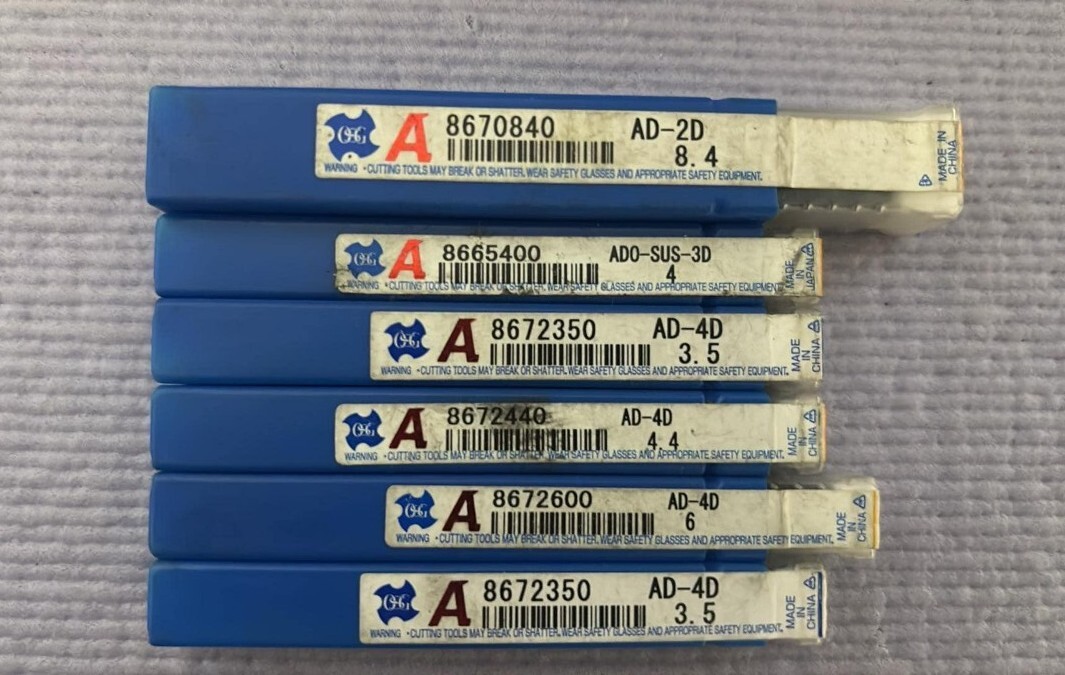 OSG A 8670840 AD-2D
8.4
WARNING •CUTTING TOOLS MAY BREAK OR SHATTER. WEAR SAFETY GLASSES AND APPROPRIATE SAFETY EQUIPMENT.
MADE IN
CHINA
OSG A 8665400 ADO-SUS-3D
4
WARNING •CUTTING TOOLS MAY BREAK OR SHATTER. WEAR SAFETY GLASSES AND APPROPRIATE SAFETY EQUIPMENT.
MADE
IN
JAPAN
OSG A 8672350 AD-4D
3.5
WARNING •CUTTING TOOLS MAY BREAK OR SHATTER. WEAR SAFETY GLASSES AND APPROPRIATE SAFETY EQUIPMENT.
MADE
IN
CHINA
OSG A 8672440 AD-4D
4.4
WARNING •CUTTING TOOLS MAY BREAK OR SHATTER. WEAR SAFETY GLASSES AND APPROPRIATE SAFETY EQUIPMENT.
MADE
IN
CHINA
OSG A 8672600 AD-4D
6
WARNING •CUTTING TOOLS MAY BREAK OR SHATTER. WEAR SAFETY GLASSES AND APPROPRIATE SAFETY EQUIPMENT.
MADE
IN
CHINA
OSG A 8672350 AD-4D
3.5
WARNING •CUTTING TOOLS MAY BREAK OR SHATTER. WEAR SAFETY GLASSES AND APPROPRIATE SAFETY EQUIPMENT.
MADE
IN
CHINA